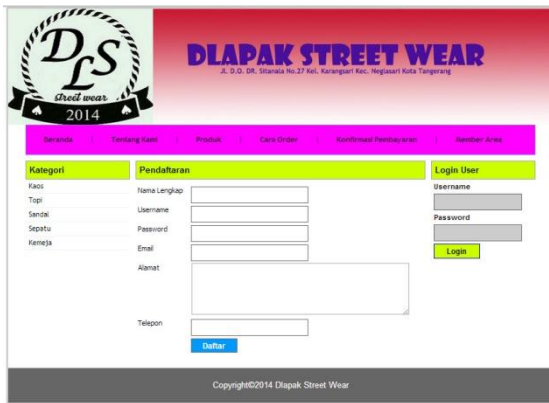 DLS
street wear
2014
DLAPAK STREET WEAR
JL. D.O. DR. Sitanala No.27 Kel. Karangsari Kec. Neglasari Kota Tangerang
Beranda | Tentang Kami | Produk | Cara Order | Konfirmasi Pembayaran | Member Area
Kategori
Kaos
Topi
Sandal
Sepatu
Kemeja
Pendaftaran
Nama Lengkap
Username
Password
Email
Alamat
Telepon
Daftar
Login User
Username
Password
Login
Copyright©2014 Dlapak Street Wear